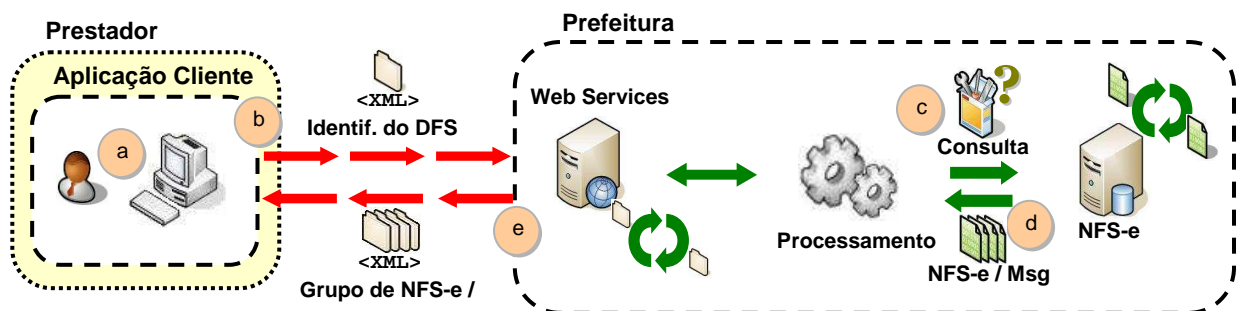 Prestador
Prefeitura
Aplicação Cliente
a
b
<XML>
Identif. do DFS
<XML>
Grupo de NFS-e /
Web Services
e
Processamento
c
?
Consulta
d
NFS-e / Msg
NFS-e